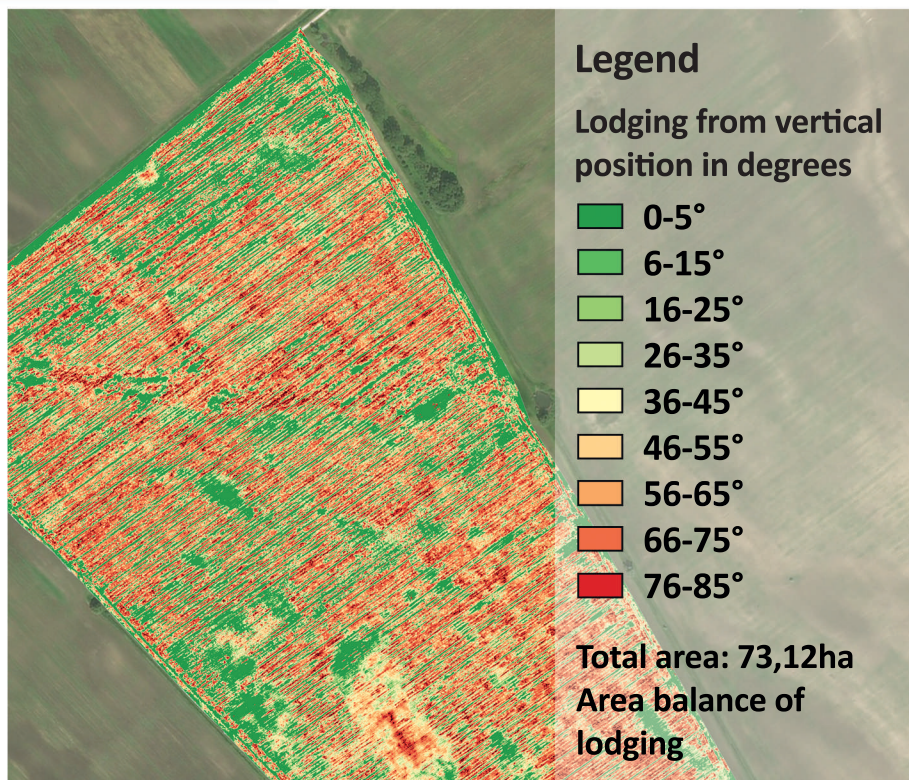 Legend
Lodging from vertical
position in degrees
0-5°
6-15°
16-25°
26-35°
36-45°
46-55°
56-65°
66-75°
76-85°
Total area: 73,12ha
Area balance of
lodging